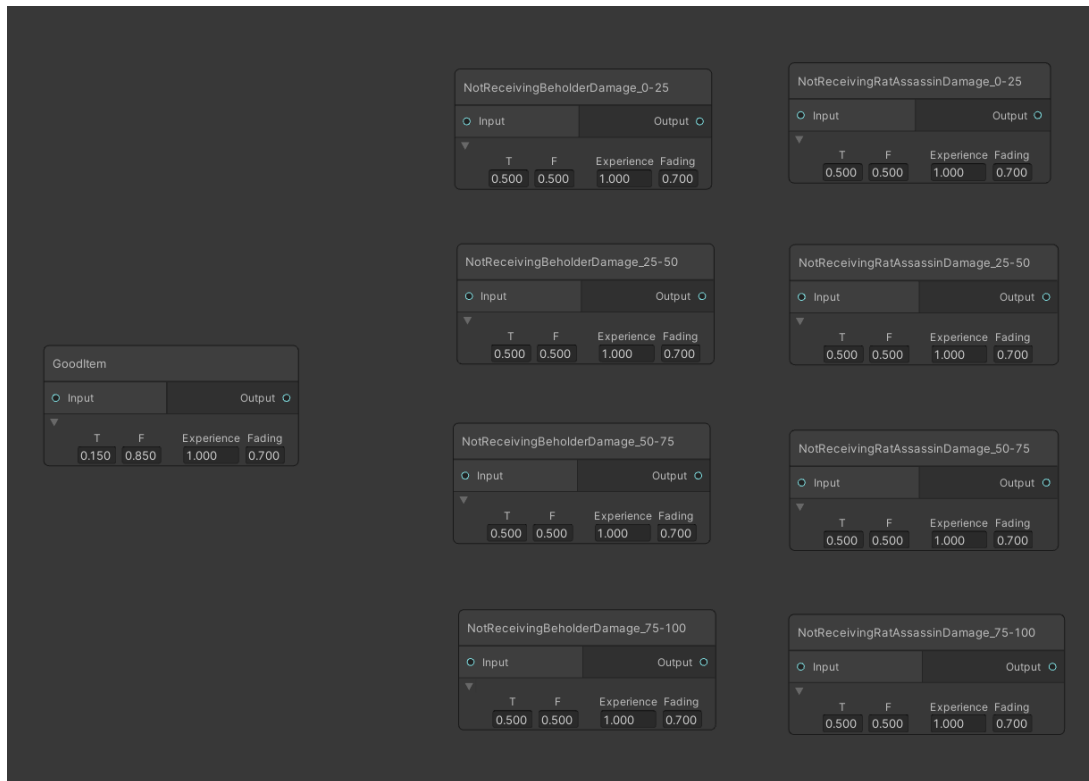 NotReceivingBeholderDamage_0-25
Input Output
T F Experience Fading
0.500 0.500 1.000 0.700
NotReceivingRatAssassinDamage_0-25
Input Output
T F Experience Fading
0.500 0.500 1.000 0.700
NotReceivingBeholderDamage_25-50
Input Output
T F Experience Fading
0.500 0.500 1.000 0.700
NotReceivingRatAssassinDamage_25-50
Input Output
T F Experience Fading
0.500 0.500 1.000 0.700
GoodItem
Input Output
T F Experience Fading
0.150 0.850 1.000 0.700
NotReceivingBeholderDamage_50-75
Input Output
T F Experience Fading
0.500 0.500 1.000 0.700
NotReceivingRatAssassinDamage_50-75
Input Output
T F Experience Fading
0.500 0.500 1.000 0.700
NotReceivingBeholderDamage_75-100
Input Output
T F Experience Fading
0.500 0.500 1.000 0.700
NotReceivingRatAssassinDamage_75-100
Input Output
T F Experience Fading
0.500 0.500 1.000 0.700